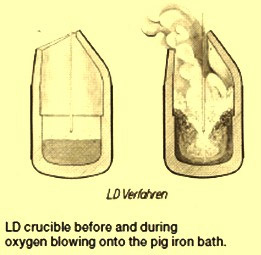 LD Verfahren
LD crucible before and during
oxygen blowing onto the pig iron bath.